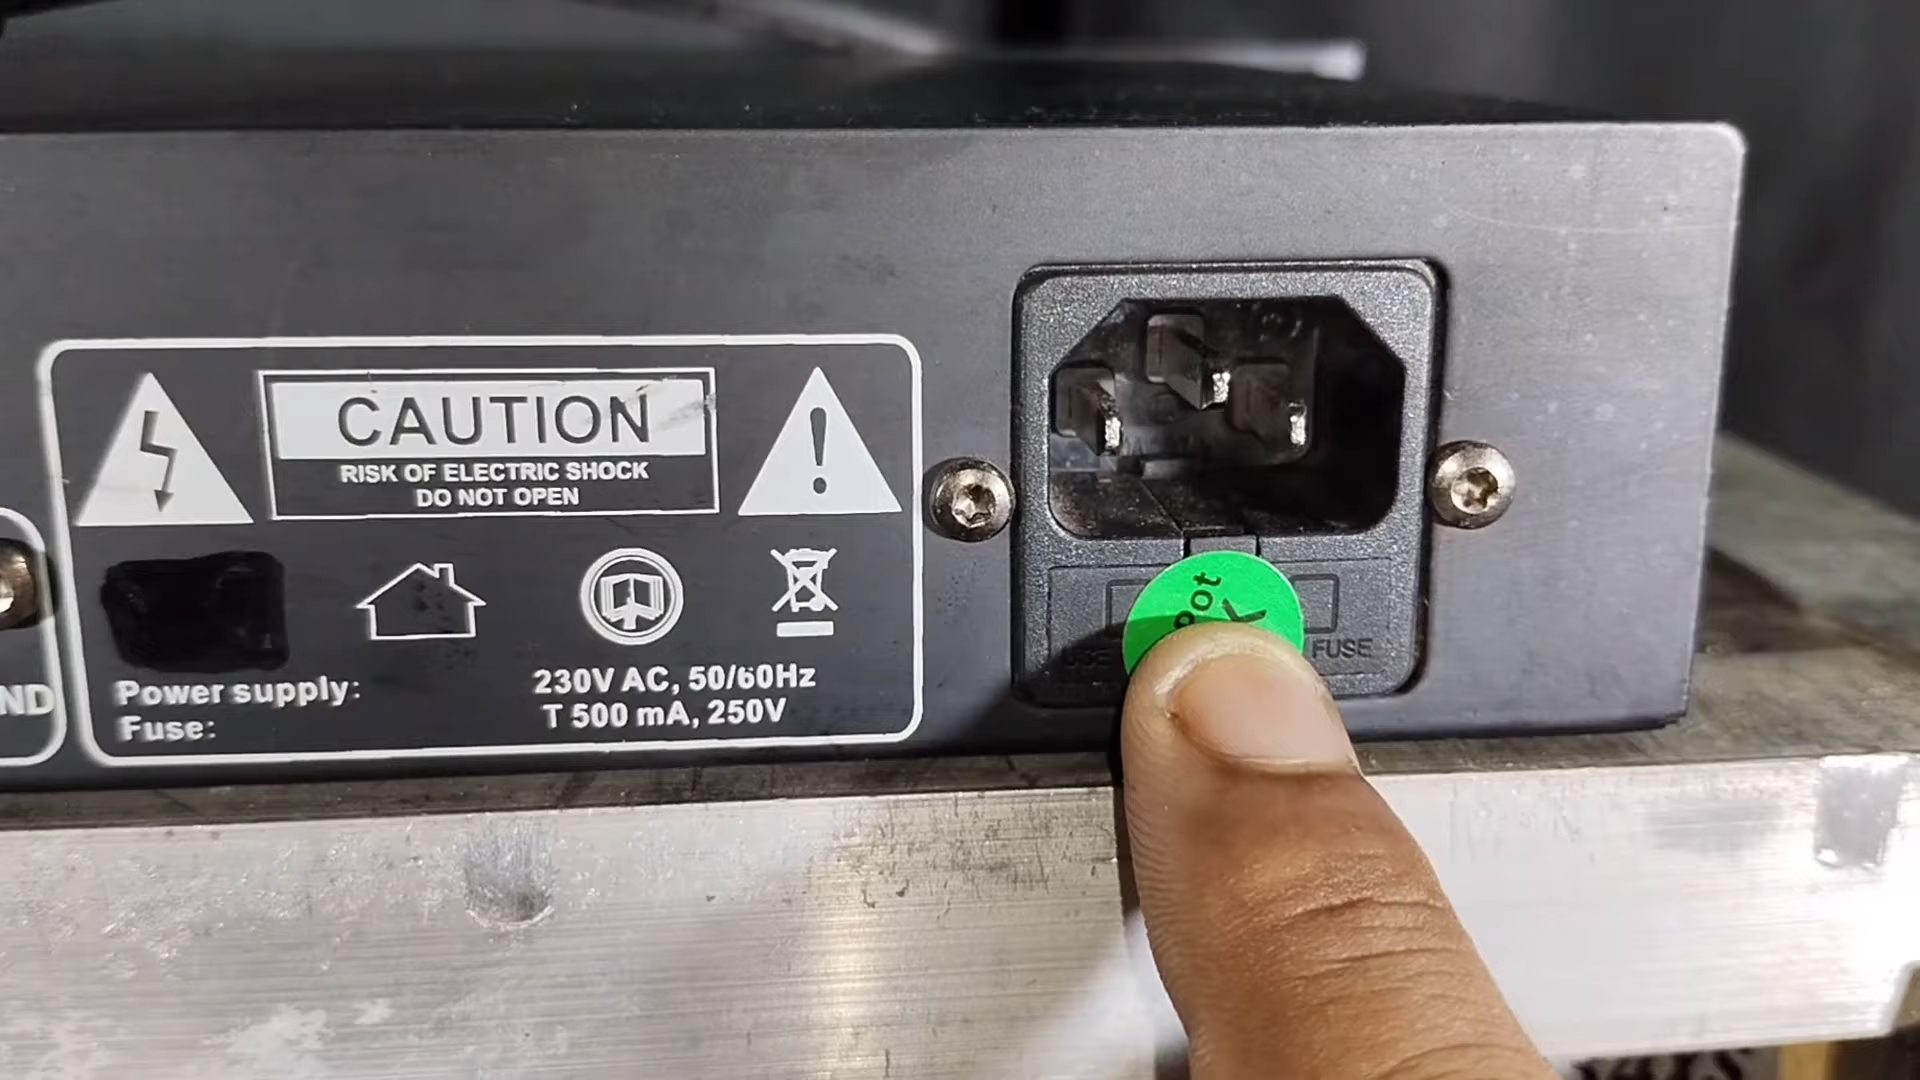 CAUTION
RISK OF ELECTRIC SHOCK
DO NOT OPEN
ND
Power supply: 230V AC, 50/60Hz
Fuse: T 500 mA, 250V
FUSE